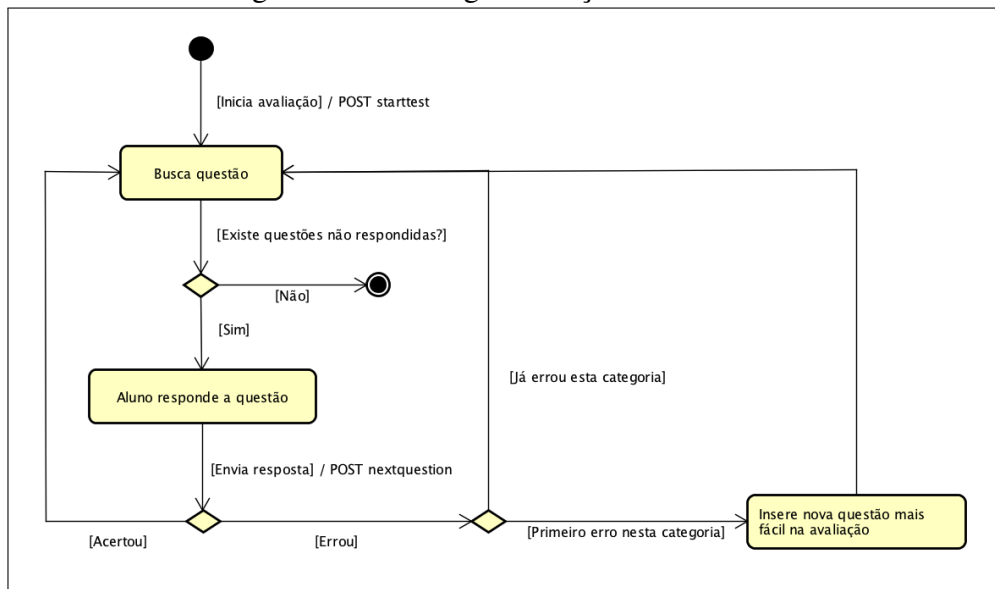 [Inicia avaliação] / POST starttest
Busca questão
[Existe questões não respondidas?]
[Não]
[Sim]
[Já errou esta categoria]
Aluno responde a questão
[Envia resposta] / POST nextquestion
[Acertou]
[Errou]
[Primeiro erro nesta categoria]
Insere nova questão mais
fácil na avaliação